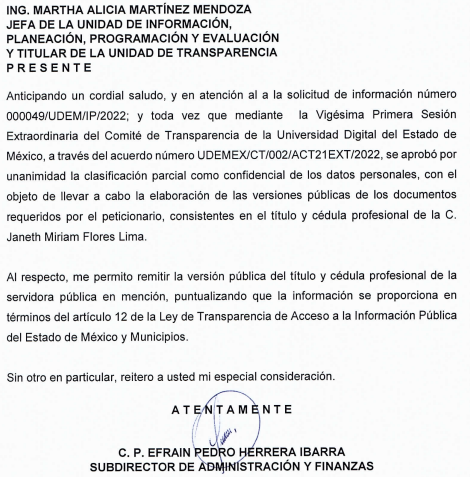 ING. MARTHA ALICIA MARTÍNEZ MENDOZA
JEFA DE LA UNIDAD DE INFORMACIÓN,
PLANEACIÓN, PROGRAMACIÓN Y EVALUACIÓN
Y TITULAR DE LA UNIDAD DE TRANSPARENCIA
P R E S E N T E
Anticipando un cordial saludo, y en atención al a la solicitud de información número
000049/UDEM/IP/2022; y toda vez que mediante la Vigésima Primera Sesión
Extraordinaria del Comité de Transparencia de la Universidad Digital del Estado de
México, a través del acuerdo número UDEMEX/CT/002/ACT21EXT/2022, se aprobó por
unanimidad la clasificación parcial como confidencial de los datos personales, con el
objeto de llevar a cabo la elaboración de las versiones públicas de los documentos
requeridos por el peticionario, consistentes en el título y cédula profesional de la C.
Janeth Miriam Flores Lima.
Al respecto, me permito remitir la versión pública del título y cédula profesional de la
servidora pública en mención, puntualizando que la información se proporciona en
términos del artículo 12 de la Ley de Transparencia de Acceso a la Información Pública
del Estado de México y Municipios.
Sin otro en particular, reitero a usted mi especial consideración.
A T E N T A M E N T E
C. P. EFRAIN PEDRO HERRERA IBARRA
SUBDIRECTOR DE ADMINISTRACIÓN Y FINANZAS